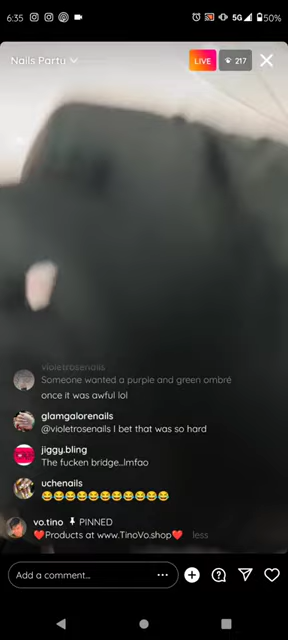 6:35
5G 50%
Nails Partu
LIVE
217
violetrosenails
Someone wanted a purple and green ombré
once it was awful lol
glamgalorenails
@violetrosenails I bet that was so hard
jiggy.bling
The fucken bridge...lmfao
uchenails
😂😂😂😂😂😂😂😂😂😂😂
vo.tino 📌 PINNED
❤️Products at www.TinoVo.shop❤️ less
Add a comment...